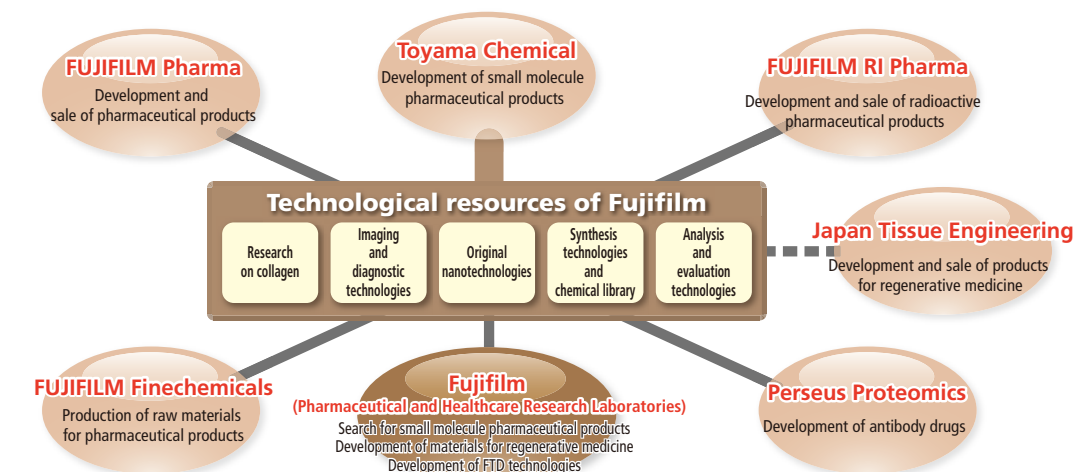 FUJIFILM Pharma
Development and
sale of pharmaceutical products
Toyama Chemical
Development of small molecule
pharmaceutical products
FUJIFILM RI Pharma
Development and sale of radioactive
pharmaceutical products
Technological resources of Fujifilm
Research
on collagen
Imaging
and
diagnostic
technologies
Original
nanotechnologies
Synthesis
technologies
and
chemical library
Analysis
and
evaluation
technologies
Japan Tissue Engineering
Development and sale of products
for regenerative medicine
FUJIFILM Finechemicals
Production of raw materials
for pharmaceutical products
Fujifilm
(Pharmaceutical and Healthcare Research Laboratories)
Search for small molecule pharmaceutical products
Development of materials for regenerative medicine
Development of FTD technologies
Perseus Proteomics
Development of antibody drugs